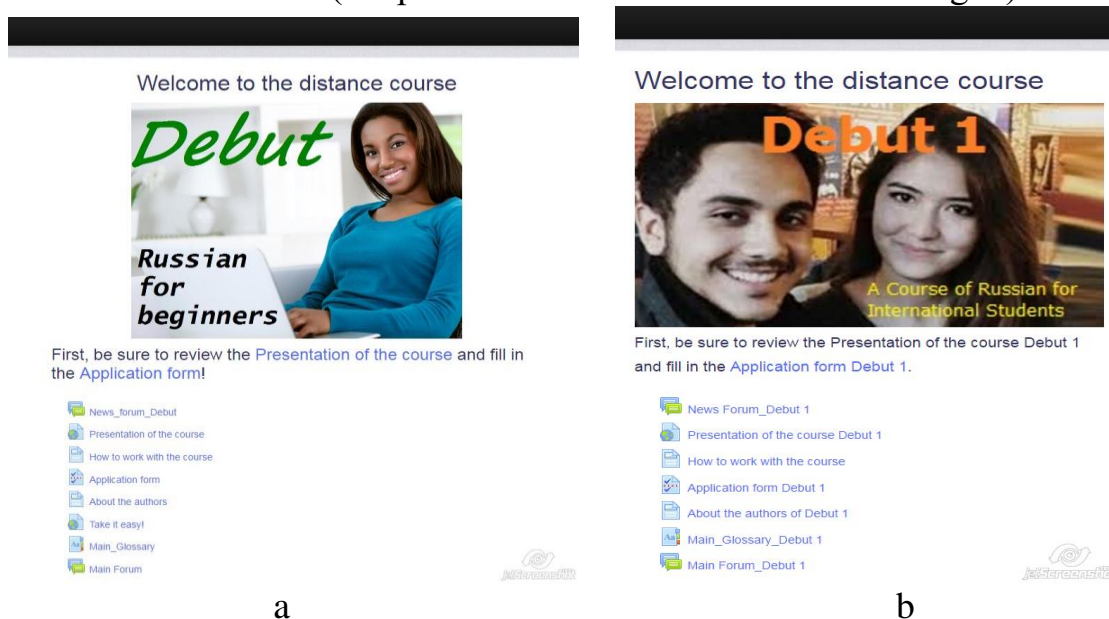 Welcome to the distance course
Debut
Russian
for
beginners
First, be sure to review the Presentation of the course and fill in
the Application form!
News_forum_Debut
Presentation of the course
How to work with the course
Application form
About the authors
Take it easy!
Main_Glossary
Main Forum
a
Welcome to the distance course
Debut 1
A Course of Russian for
International Students
First, be sure to review the Presentation of the course Debut 1
and fill in the Application form Debut 1.
News Forum_Debut 1
Presentation of the course Debut 1
How to work with the course
Application form Debut 1
About the authors of Debut 1
Main_Glossary_Debut 1
Main Forum_Debut 1
b